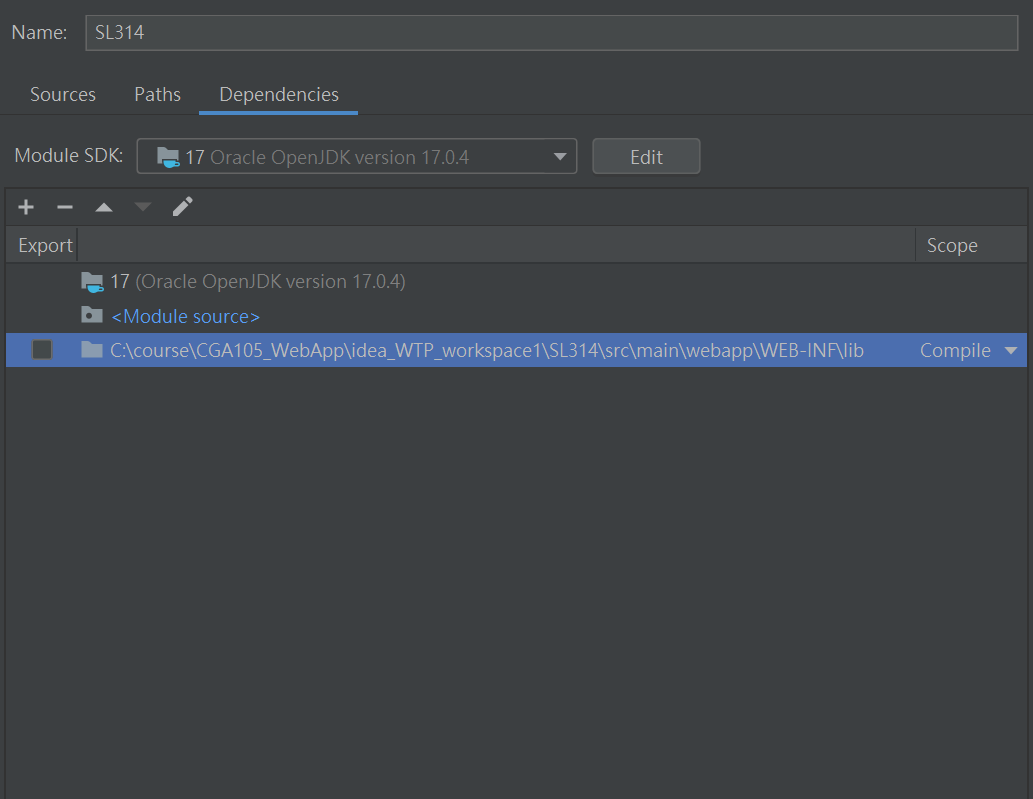 Name: SL314
Sources Paths Dependencies
Module SDK: 17 Oracle OpenJDK version 17.0.4 Edit
Export Scope
17 (Oracle OpenJDK version 17.0.4)
<Module source>
C:\course\CGA105_WebApp\idea_WTP_workspace1\SL314\src\main\webapp\WEB-INF\lib Compile